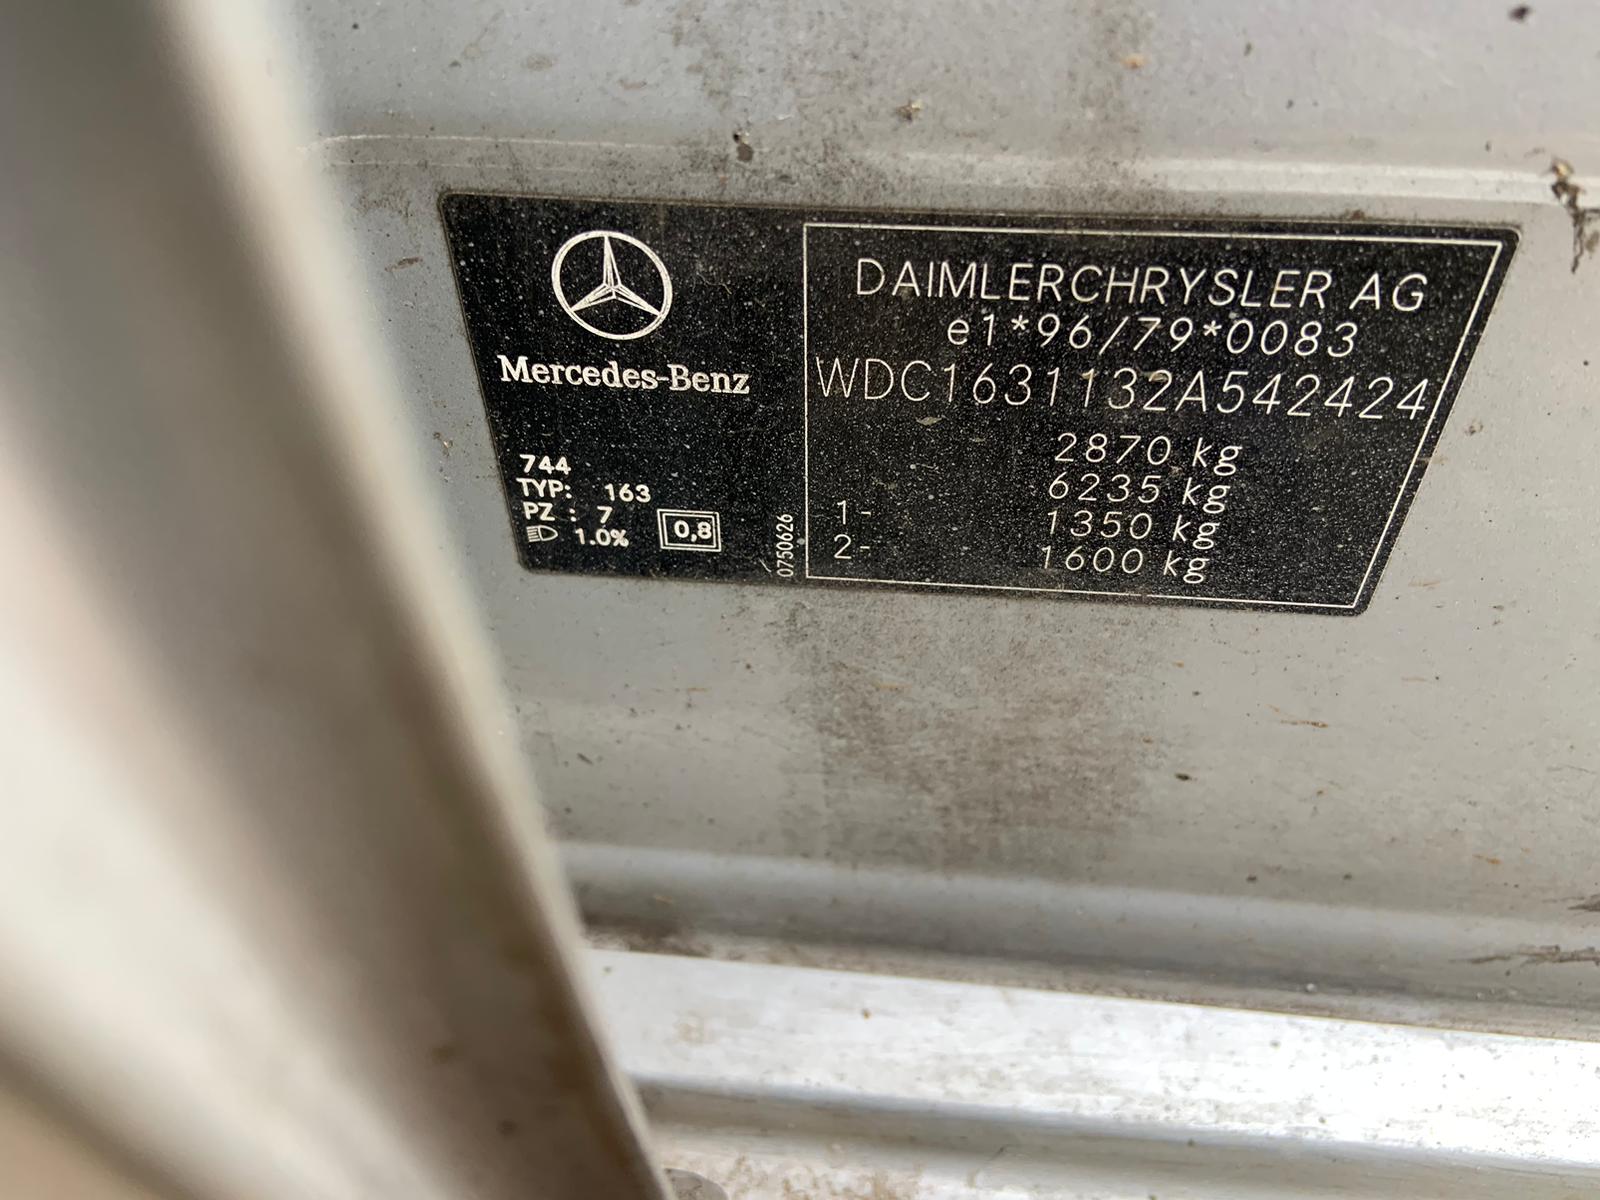 Mercedes-Benz
744
TYP: 163
PZ : 7
1.0%
0,8
0750626
DAIMLERCHRYSLER AG
e1*96/79*0083
WDC1631132A542424
2870 kg
6235 kg
1- 1350 kg
2- 1600 kg